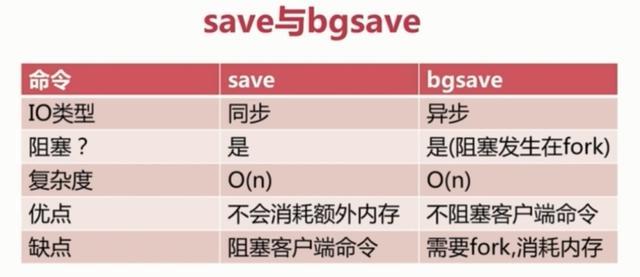 save与bgsave
命令 save bgsave
IO类型 同步 异步
阻塞？ 是 是(阻塞发生在fork)
复杂度 O(n) O(n)
优点 不会消耗额外内存 不阻塞客户端命令
缺点 阻塞客户端命令 需要fork,消耗内存